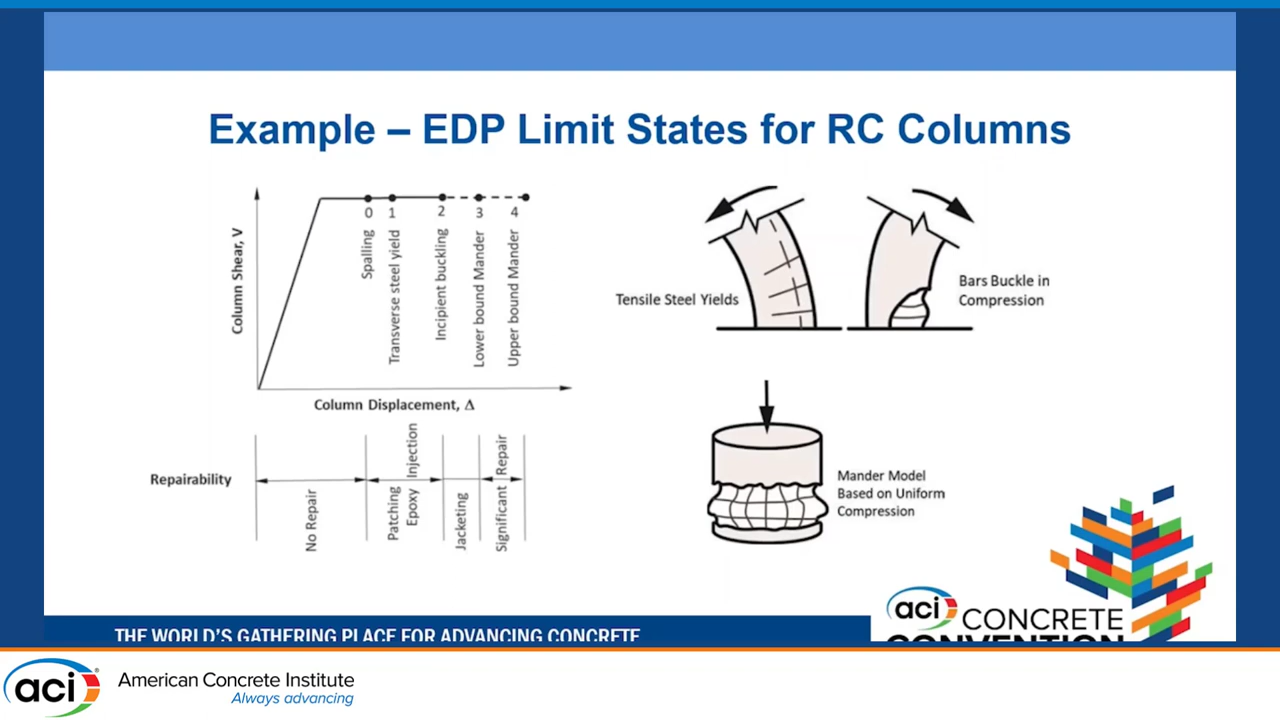 Example – EDP Limit States for RC Columns
Column Shear, V
0
1
2
3
4
Spalling
Transverse steel yield
Incipient buckling
Lower bound Mander
Upper bound Mander
Column Displacement, Δ
Repairability
No Repair
Patching
Epoxy Injection
Jacketing
Significant Repair
Tensile Steel Yields
Bars Buckle in
Compression
Mander Model
Based on Uniform
Compression
THE WORLD'S GATHERING PLACE FOR ADVANCING CONCRETE
aci CONCRETE
CONVENTION
aci®
American Concrete Institute
Always advancing